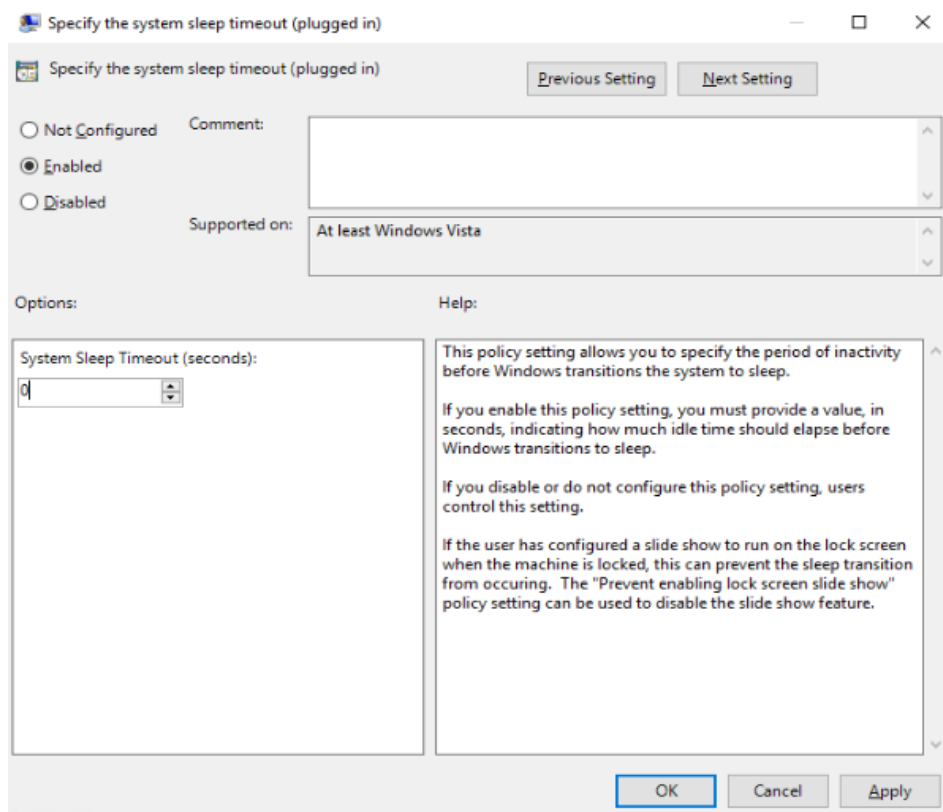 Specify the system sleep timeout (plugged in)
Specify the system sleep timeout (plugged in)
Previous Setting
Next Setting
Not Configured
Enabled
Disabled
Comment:
Supported on:
At least Windows Vista
Options:
Help:
System Sleep Timeout (seconds):
0
This policy setting allows you to specify the period of inactivity
before Windows transitions the system to sleep.
If you enable this policy setting, you must provide a value, in
seconds, indicating how much idle time should elapse before
Windows transitions to sleep.
If you disable or do not configure this policy setting, users
control this setting.
If the user has configured a slide show to run on the lock screen
when the machine is locked, this can prevent the sleep transition
from occuring.  The "Prevent enabling lock screen slide show"
policy setting can be used to disable the slide show feature.
OK
Cancel
Apply